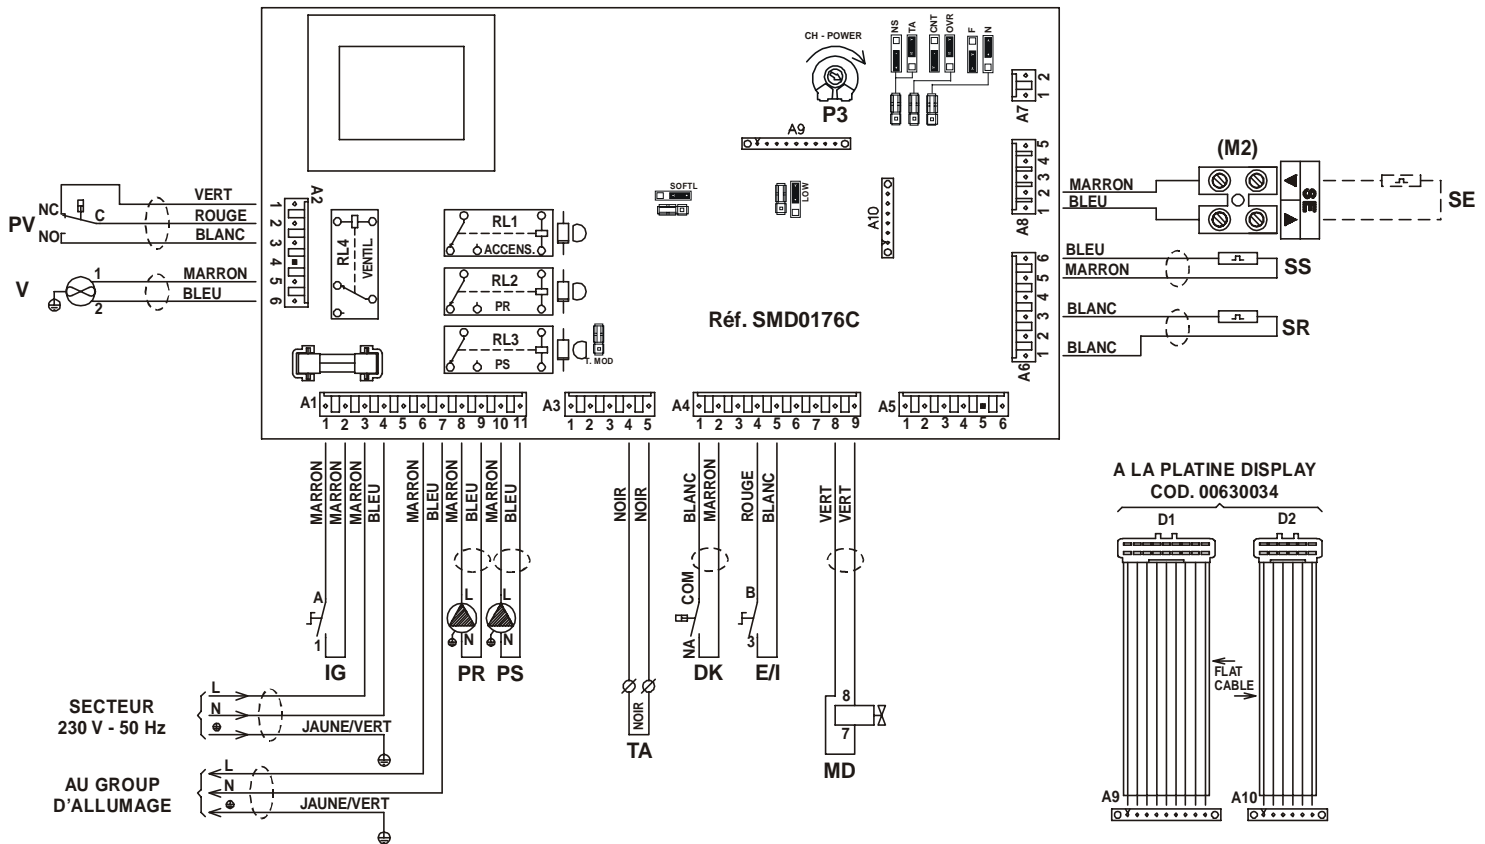 CH - POWER
P3
NS
TA
CNT
OVR
F
N
A7
1 2
A9
A10
SOFTL
LOW
A8
1 2 3 4 5
MARRON
BLEU
(M2)
SE
SE
PV
NC
C
NO
VERT
ROUGE
BLANC
A2
1
2
3
4
5
6
V
1
2
MARRON
BLEU
RL4
VENTIL
RL1
ACCENS.
RL2
PR
RL3
PS
T. MOD
Réf. SMD0176C
A6
1 2 3 4 5 6
BLEU
MARRON
SS
BLANC
BLANC
SR
A1
1 2 3 4 5 6 7 8 9 10 11
A3
1 2 3 4 5
A4
1 2 3 4 5 6 7 8 9
A5
1 2 3 4 5 6
MARRON
MARRON
MARRON
BLEU
MARRON
BLEU
MARRON
BLEU
MARRON
BLEU
NOIR
NOIR
BLANC
MARRON
ROUGE
BLANC
VERT
VERT
A
1
IG
L
N
PR
L
N
PS
NOIR
TA
COM
NA
DK
B
3
E/I
8
7
MD
SECTEUR
230 V - 50 Hz
L
N
JAUNE/VERT
AU GROUP
D'ALLUMAGE
L
N
JAUNE/VERT
A LA PLATINE DISPLAY
COD. 00630034
D1
D2
FLAT
CABLE
A9
A10